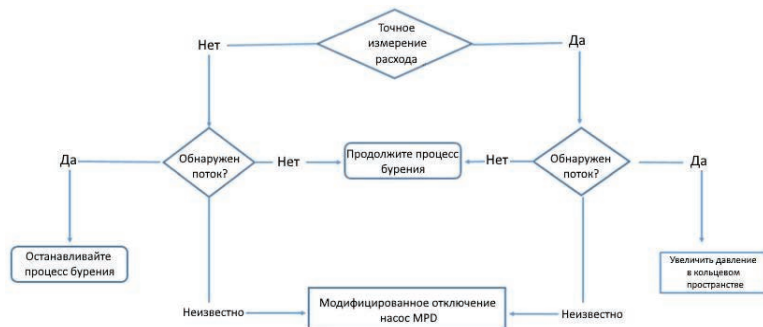 Точное
измерение
расхода
Нет
Да
Да
Обнаружен
поток?
Нет
Продолжите процесс
бурения
Нет
Обнаружен
поток?
Да
Останавливайте
процесс бурения
Увеличить давление
в кольцевом
пространстве
Неизвестно
Модифицированное отключение
насос MPD
Неизвестно